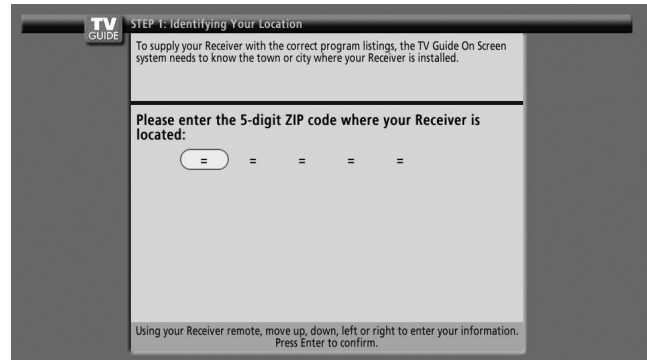 TV
GUIDE
STEP 1: Identifying Your Location
To supply your Receiver with the correct program listings, the TV Guide On Screen
system needs to know the town or city where your Receiver is installed.
Please enter the 5-digit ZIP code where your Receiver is
located:
= = = = =
Using your Receiver remote, move up, down, left or right to enter your information.
Press Enter to confirm.